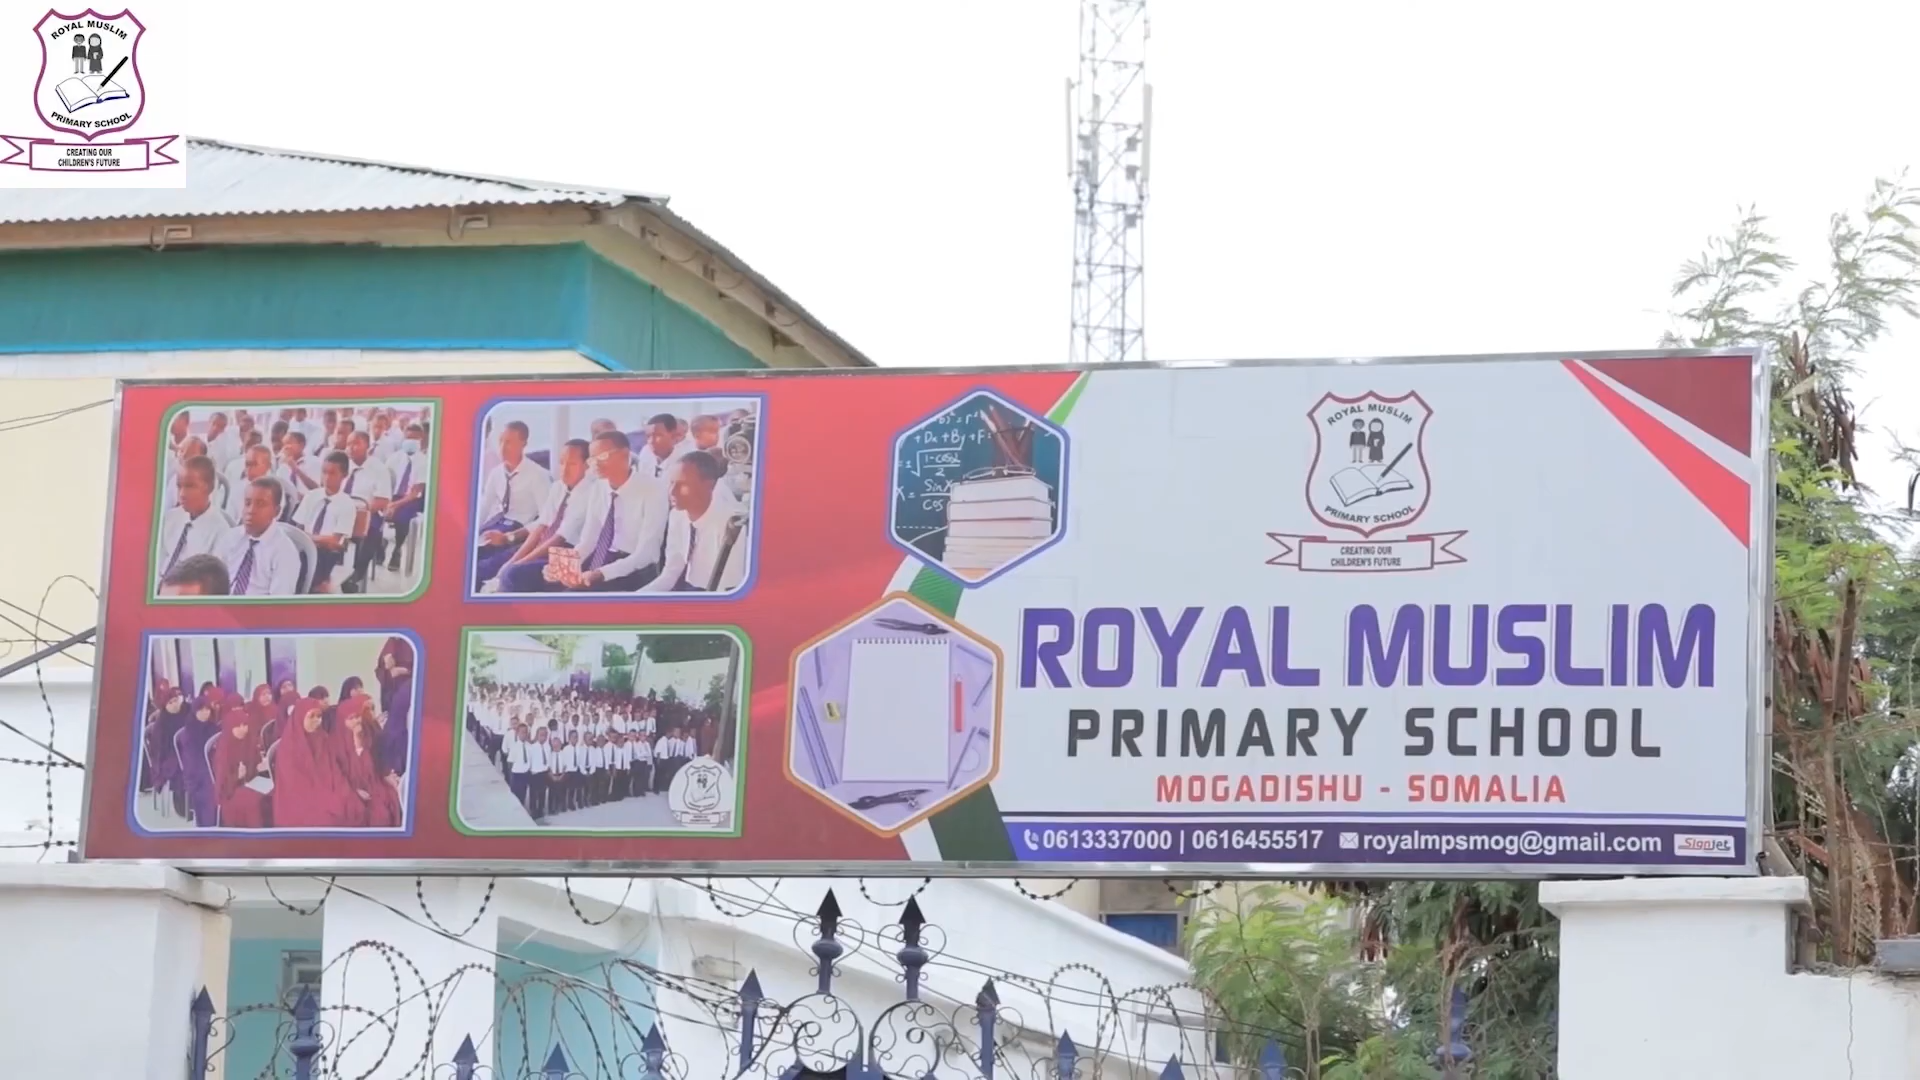 ROYAL MUSLIM
PRIMARY SCHOOL
CREATING OUR
CHILDREN'S FUTURE
ROYAL MUSLIM
PRIMARY SCHOOL
CREATING OUR
CHILDREN'S FUTURE
ROYAL MUSLIM
PRIMARY SCHOOL
MOGADISHU - SOMALIA
0613337000 | 0616455517 royalmpsmog@gmail.com SignJet